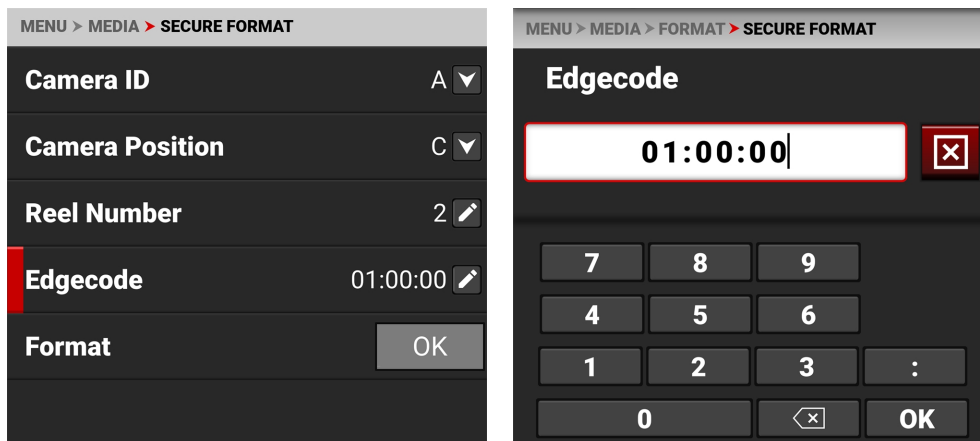 MENU > MEDIA > SECURE FORMAT
Camera ID A
Camera Position C
Reel Number 2
Edgecode 01:00:00
Format OK
MENU > MEDIA > FORMAT > SECURE FORMAT
Edgecode
01:00:00
7 8 9
4 5 6
1 2 3 :
0 OK